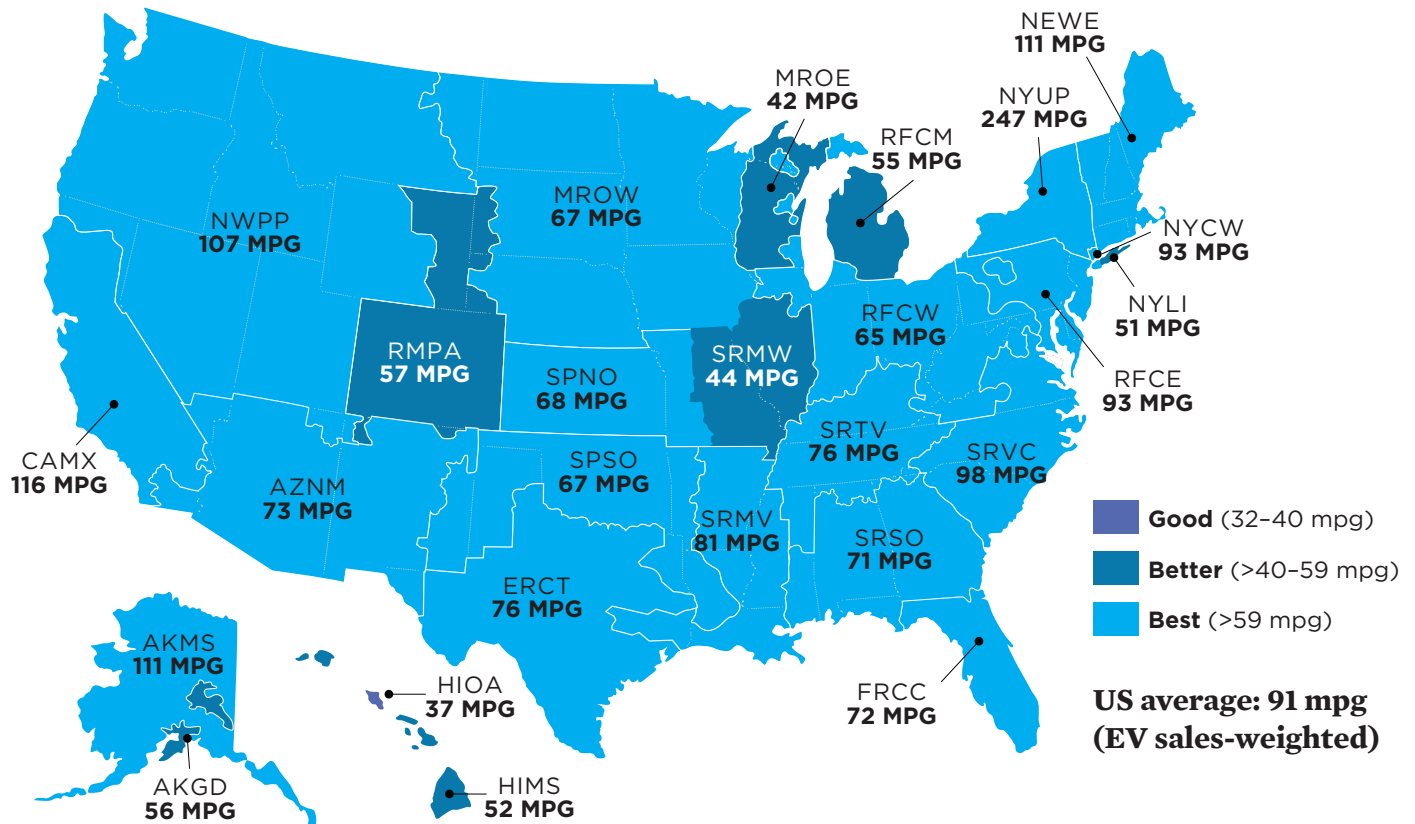 NEWE
111 MPG
MROE
42 MPG
NYUP
247 MPG
RFCM
55 MPG
MROW
67 MPG
NWPP
107 MPG
NYCW
93 MPG
NYLI
51 MPG
RFCW
65 MPG
RMPA
57 MPG
SRMW
44 MPG
SPNO
68 MPG
RFCE
93 MPG
SRTV
76 MPG
SRVC
98 MPG
CAMX
116 MPG
SPSO
67 MPG
AZNM
73 MPG
SRMV
81 MPG
SRSO
71 MPG
ERCT
76 MPG
Good (32–40 mpg)
Better (>40–59 mpg)
Best (>59 mpg)
AKMS
111 MPG
HIOA
37 MPG
FRCC
72 MPG
US average: 91 mpg
(EV sales-weighted)
AKGD
56 MPG
HIMS
52 MPG